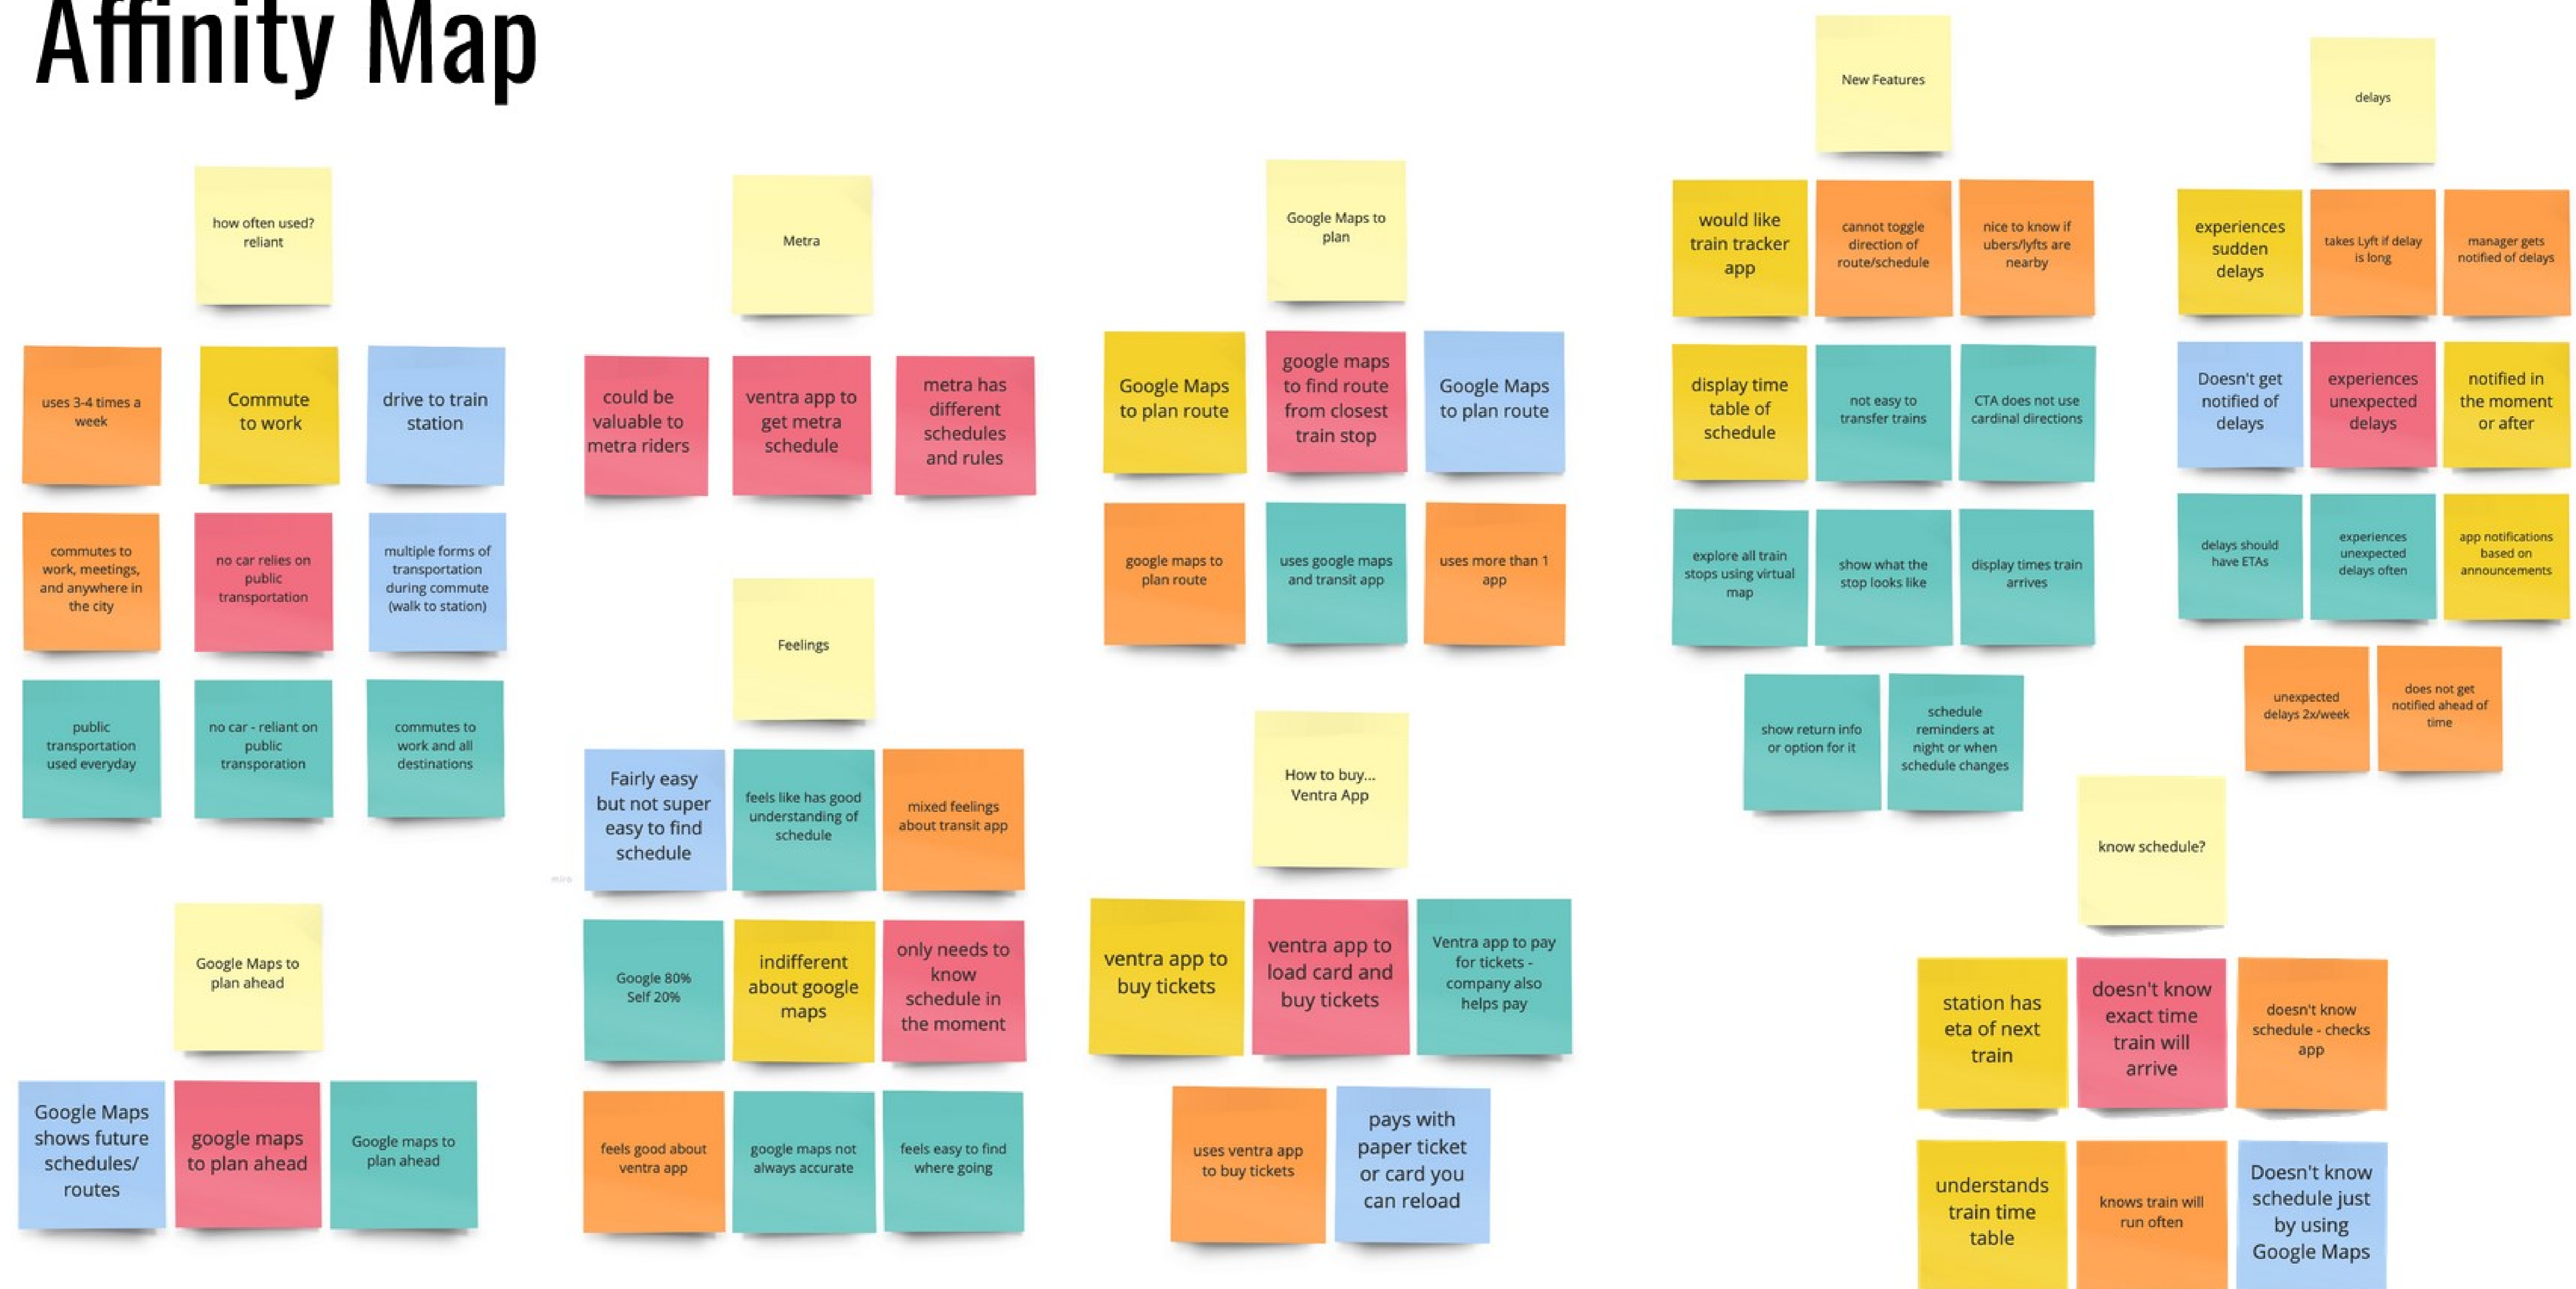 Affinity Map
how often used?
reliant
uses 3-4 times a
week
Commute
to work
drive to train
station
commutes to
work, meetings,
and anywhere in
the city
no car relies on
public
transportation
multiple forms of
transportation
during commute
(walk to station)
public
transportation
used everyday
no car - reliant on
public
transporation
commutes to
work and all
destinations
Google Maps to
plan ahead
Google Maps
shows future
schedules/
routes
google maps
to plan ahead
Google maps to
plan ahead
Metra
could be
valuable to
metra riders
ventra app to
get metra
schedule
metra has
different
schedules
and rules
Feelings
Fairly easy
but not super
easy to find
schedule
feels like has good
understanding of
schedule
mixed feelings
about transit app
miro
Google 80%
Self 20%
indifferent
about google
maps
only needs to
know
schedule in
the moment
feels good about
ventra app
google maps not
always accurate
feels easy to find
where going
Google Maps to
plan
Google Maps
to plan route
google maps
to find route
from closest
train stop
Google Maps
to plan route
google maps to
plan route
uses google maps
and transit app
uses more than 1
app
How to buy...
Ventra App
ventra app to
buy tickets
ventra app to
load card and
buy tickets
Ventra app to pay
for tickets -
company also
helps pay
uses ventra app
to buy tickets
pays with
paper ticket
or card you
can reload
New Features
would like
train tracker
app
cannot toggle
direction of
route/schedule
nice to know if
ubers/lyfts are
nearby
display time
table of
schedule
not easy to
transfer trains
CTA does not use
cardinal directions
explore all train
stops using virtual
map
show what the
stop looks like
display times train
arrives
show return info
or option for it
schedule
reminders at
night or when
schedule changes
delays
experiences
sudden
delays
takes Lyft if delay
is long
manager gets
notified of delays
Doesn't get
notified of
delays
experiences
unexpected
delays
notified in
the moment
or after
delays should
have ETAs
experiences
unexpected
delays often
app notifications
based on
announcements
unexpected
delays 2x/week
does not get
notified ahead of
time
know schedule?
station has
eta of next
train
doesn't know
exact time
train will
arrive
doesn't know
schedule - checks
app
understands
train time
table
knows train will
run often
Doesn't know
schedule just
by using
Google Maps